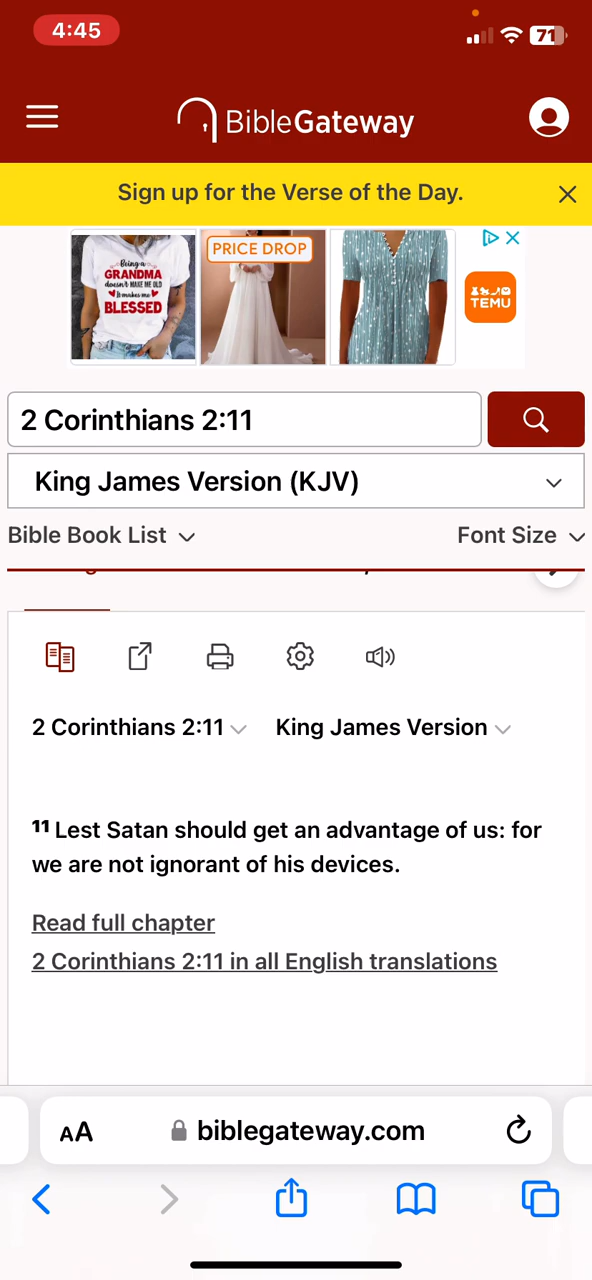 4:45
71
BibleGateway
Sign up for the Verse of the Day.
Being a
GRANDMA
doesn't MAKE ME OLD
It makes me
BLESSED
PRICE DROP
TEMU
2 Corinthians 2:11
King James Version (KJV)
Bible Book List
Font Size
2 Corinthians 2:11
King James Version
11 Lest Satan should get an advantage of us: for
we are not ignorant of his devices.
Read full chapter
2 Corinthians 2:11 in all English translations
AA
biblegateway.com